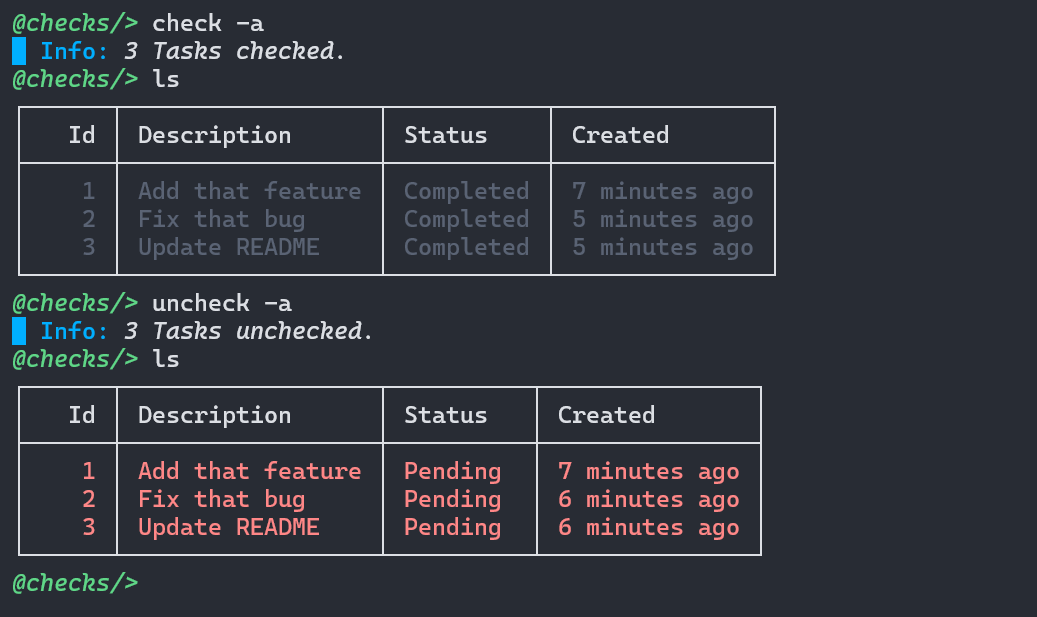 @checks/> check -a
Info: 3 Tasks checked.
@checks/> ls
Id Description Status Created
1 Add that feature Completed 7 minutes ago
2 Fix that bug Completed 5 minutes ago
3 Update README Completed 5 minutes ago
@checks/> uncheck -a
Info: 3 Tasks unchecked.
@checks/> ls
Id Description Status Created
1 Add that feature Pending 7 minutes ago
2 Fix that bug Pending 6 minutes ago
3 Update README Pending 6 minutes ago
@checks/>